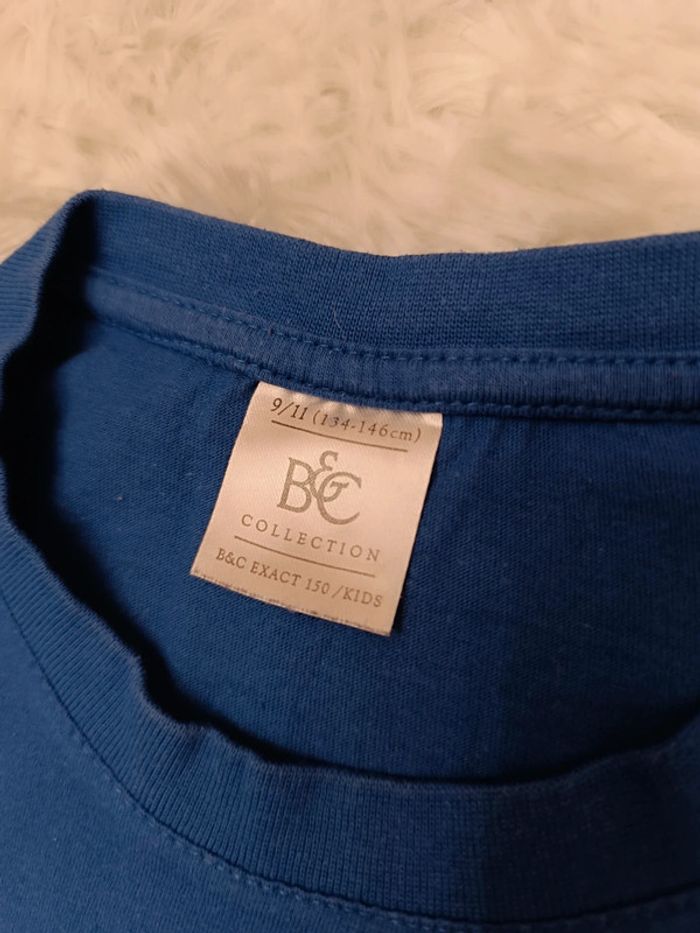 9/11 (134-146cm)
B&C
COLLECTION
B&C EXACT 150/KIDS